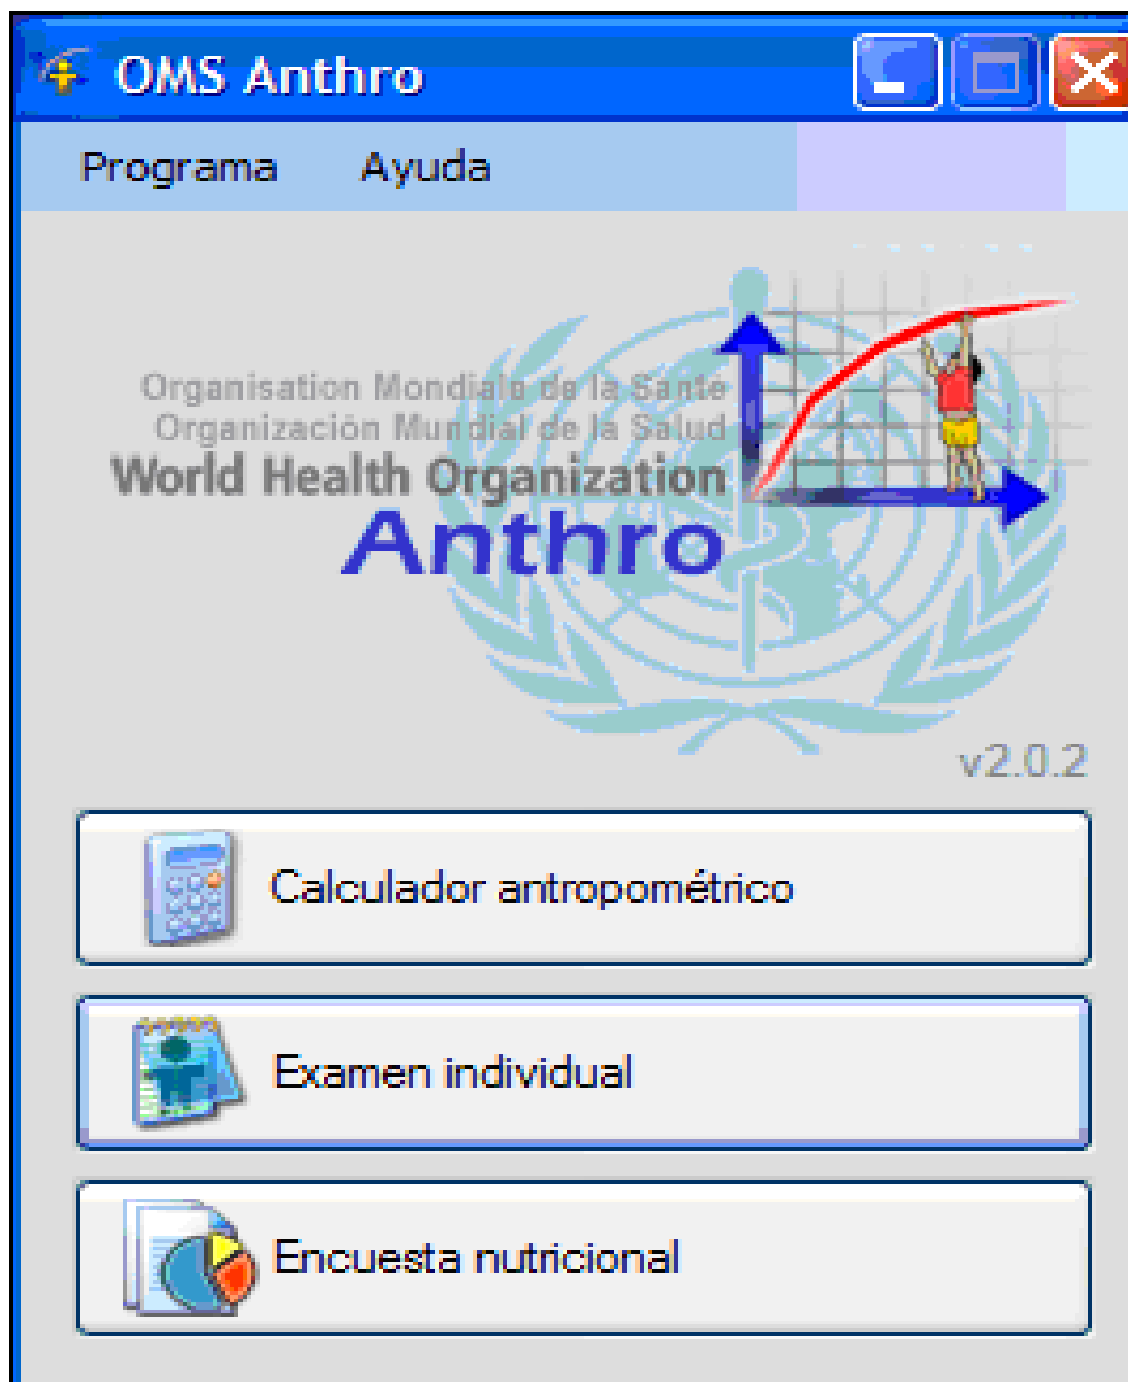 OMS Anthro
Programa Ayuda
Organisation Mondiale de la Santé
Organización Mundial de la Salud
World Health Organization
Anthro
v2.0.2
Calculador antropométrico
Examen individual
Encuesta nutricional